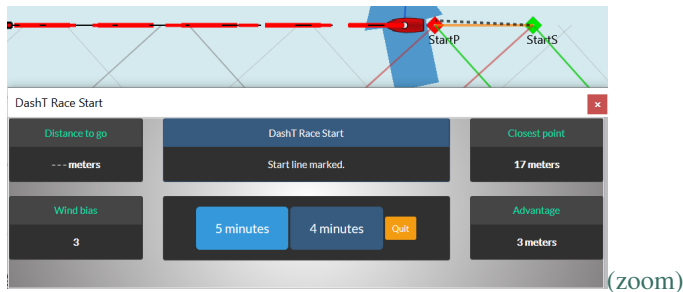 StartP
StartS
DashT Race Start
×
Distance to go
--- meters
DashT Race Start
Start line marked.
Closest point
17 meters
Wind bias
3
5 minutes
4 minutes
Quit
Advantage
3 meters
(zoom)